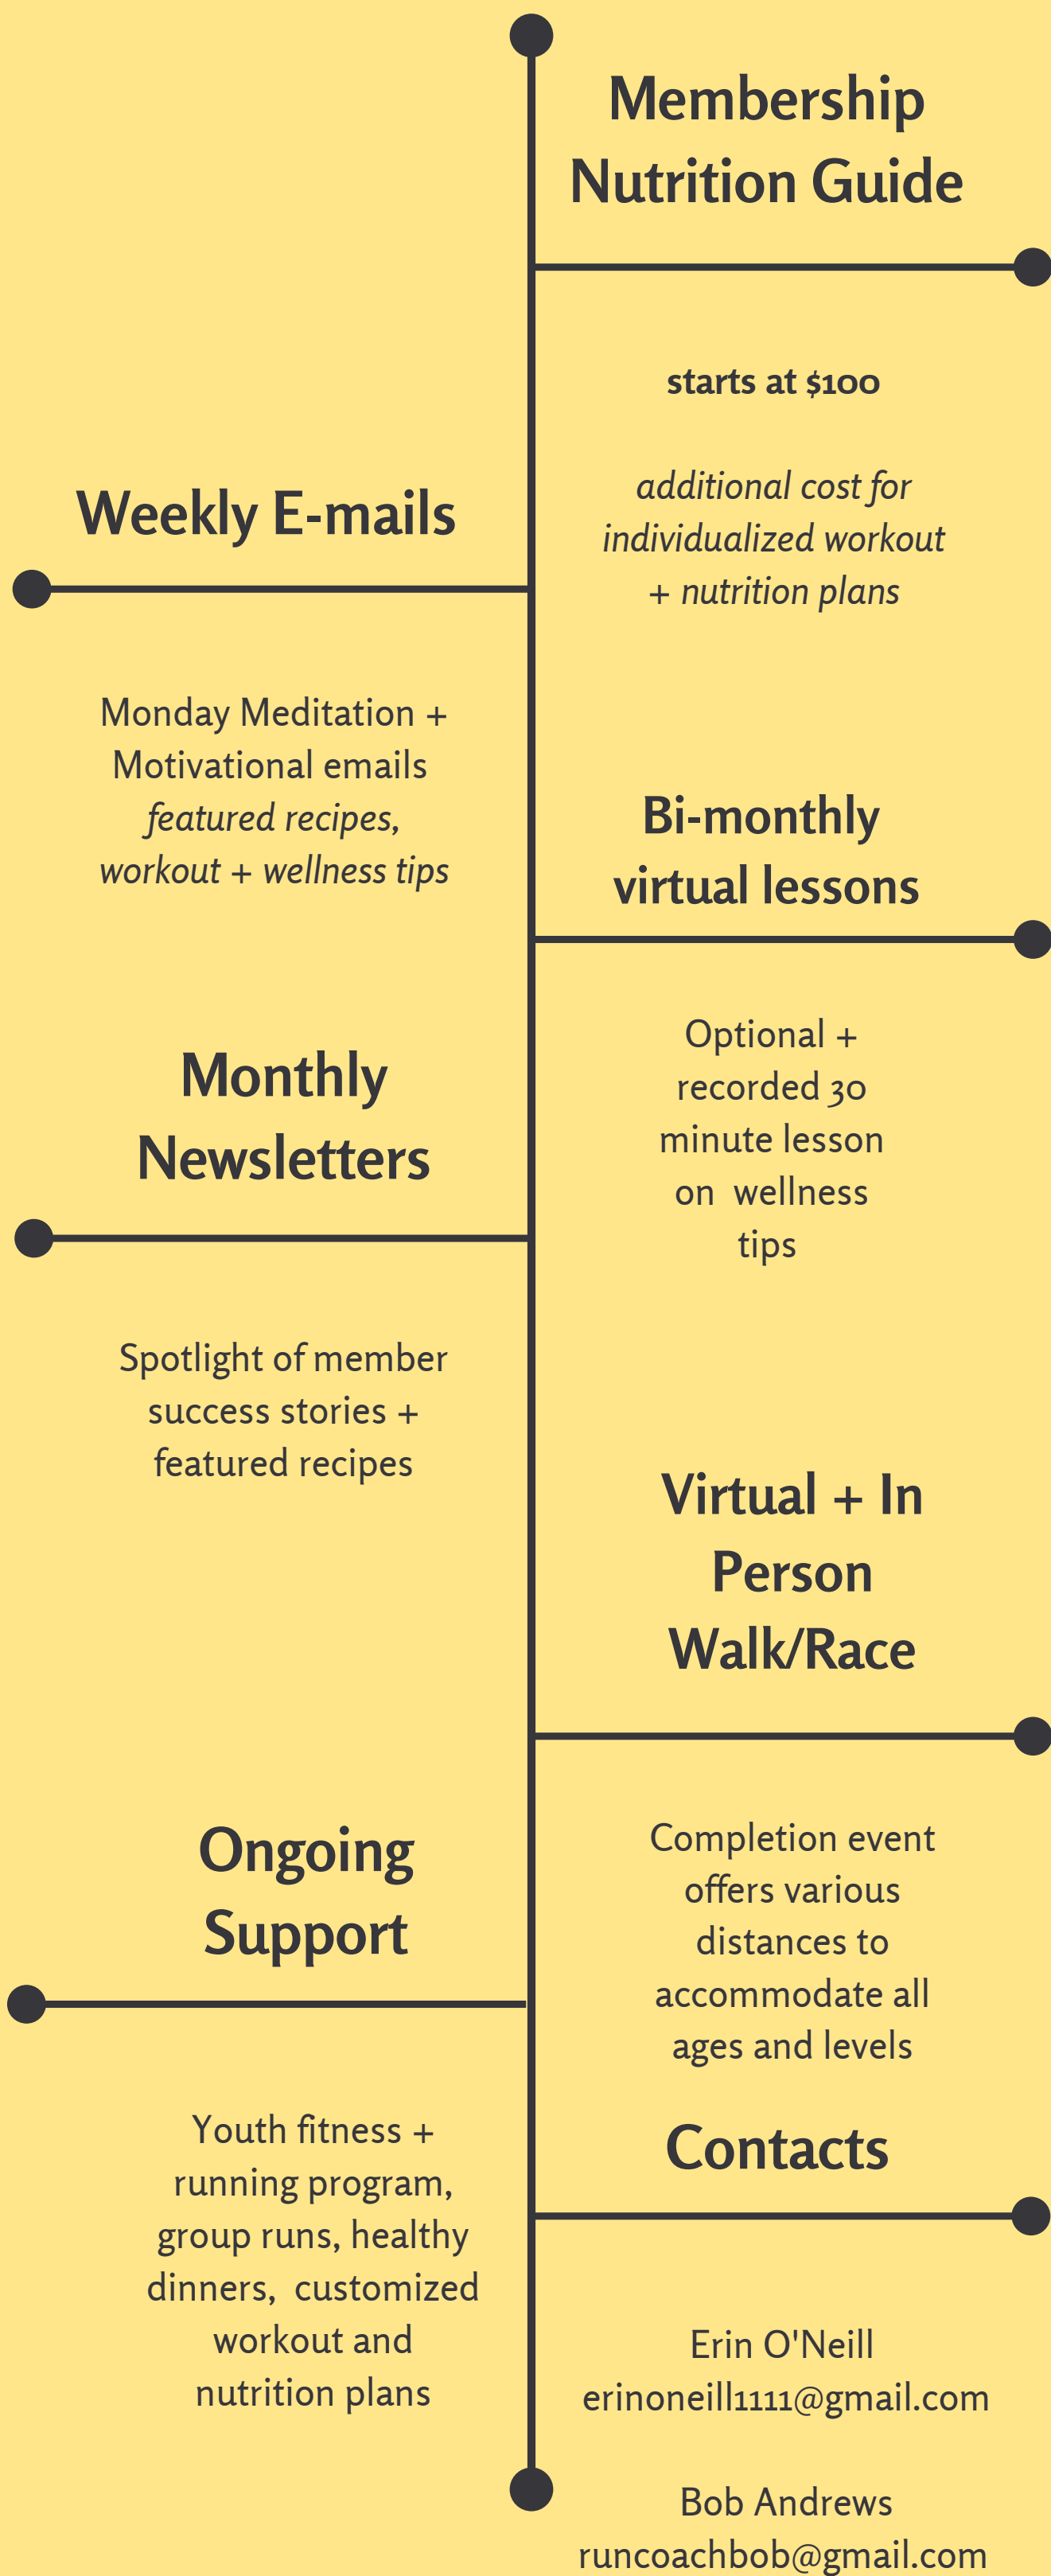 Membership
Nutrition Guide
starts at $100
additional cost for
individualized workout
+ nutrition plans
Weekly E-mails
Monday Meditation +
Motivational emails
featured recipes,
workout + wellness tips
Bi-monthly
virtual lessons
Optional +
recorded 30
minute lesson
on wellness
tips
Monthly
Newsletters
Spotlight of member
success stories +
featured recipes
Virtual + In
Person
Walk/Race
Completion event
offers various
distances to
accommodate all
ages and levels
Ongoing
Support
Youth fitness +
running program,
group runs, healthy
dinners, customized
workout and
nutrition plans
Contacts
Erin O'Neill
erinoneill1111@gmail.com
Bob Andrews
runcoachbob@gmail.com